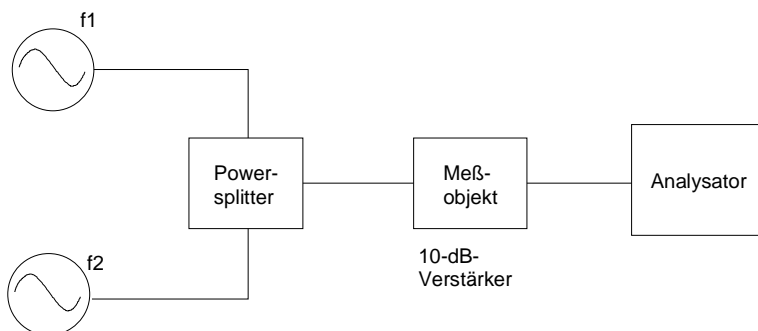 f1
Power-
splitter
Meß-
objekt
Analysator
f2
10-dB-
Verstärker